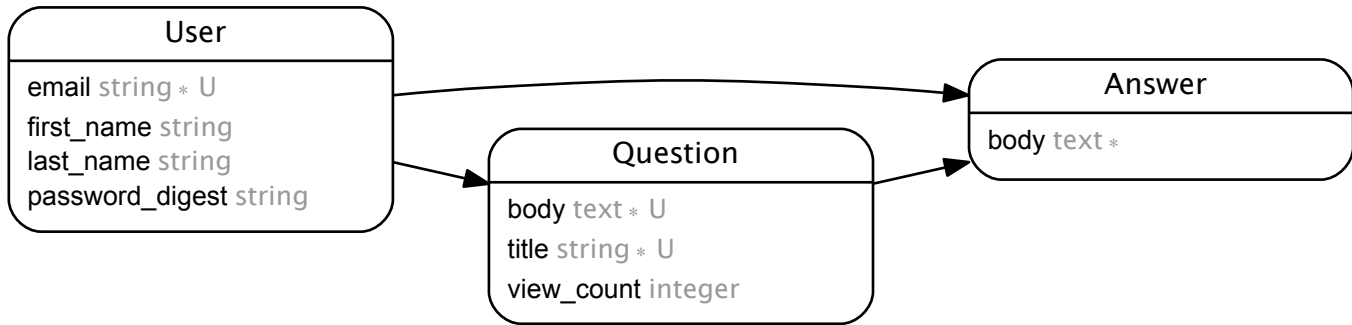 User
email string * U
first_name string
last_name string
password_digest string
Question
body text * U
title string * U
view_count integer
Answer
body text *